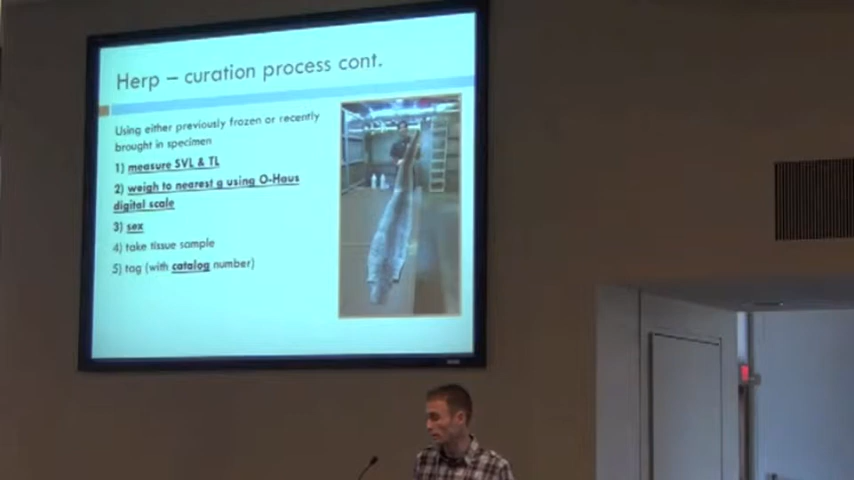 Herp – curation process cont.
Using either previously frozen or recently
brought in specimen
1) measure SVL & TL
2) weigh to nearest g using O-Haus
digital scale
3) sex
4) take tissue sample
5) tag (with catalog number)